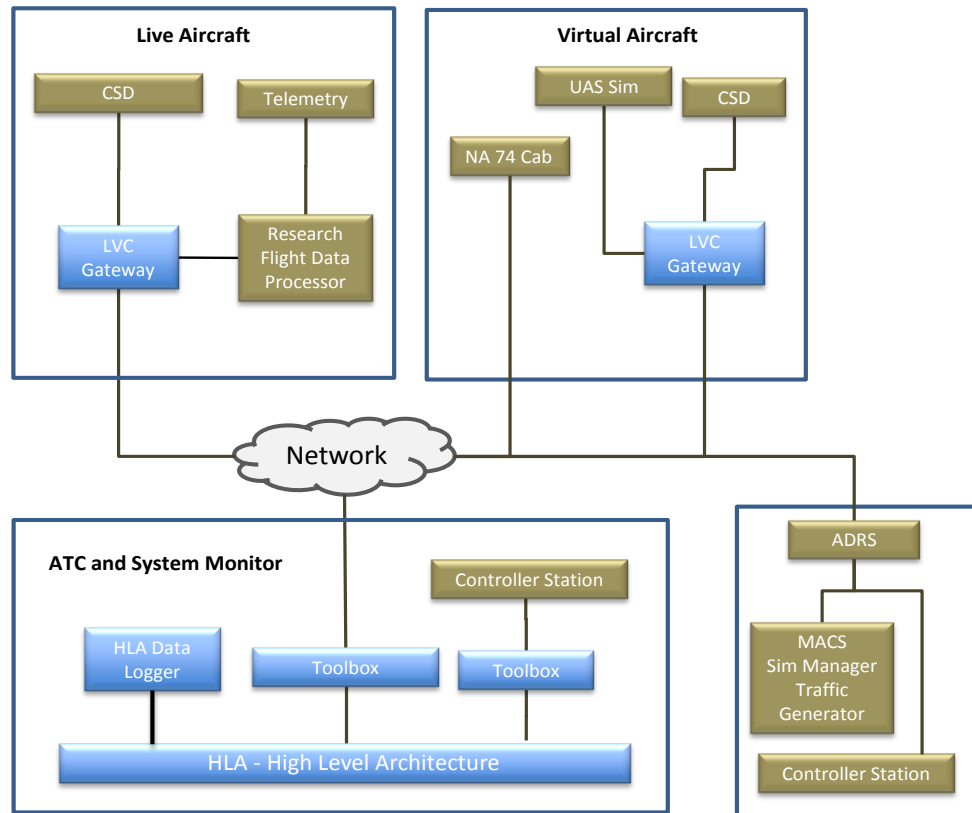 Live Aircraft
CSD
Telemetry
LVC
Gateway
Research
Flight Data
Processor
Virtual Aircraft
UAS Sim
CSD
NA 74 Cab
LVC
Gateway
Network
ATC and System Monitor
Controller Station
HLA Data
Logger
Toolbox
Toolbox
HLA - High Level Architecture
ADRS
MACS
Sim Manager
Traffic
Generator
Controller Station